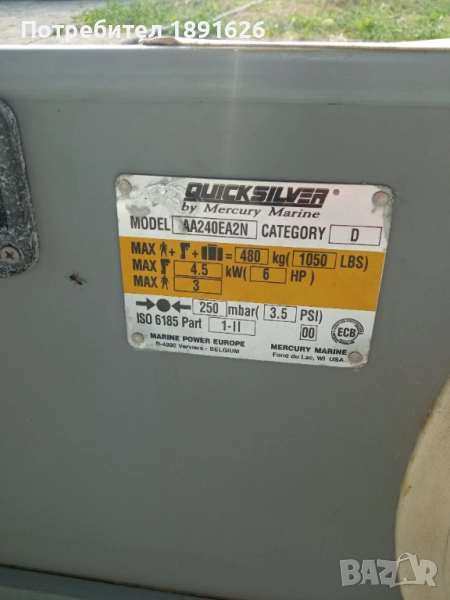 Потребител 1891626
QUICKSILVER®
by Mercury Marine
MODEL AA240EA2N CATEGORY D
MAX + + = 480 kg( 1050 LBS)
MAX 4.5 kW( 6 HP )
MAX 3
250 mbar( 3.5 PSI)
ISO 6185 Part 1-II 00 ECB
MARINE POWER EUROPE MERCURY MARINE
B-4800 Verviers - BELGIUM Fond du Lac, WI USA
BAZAR